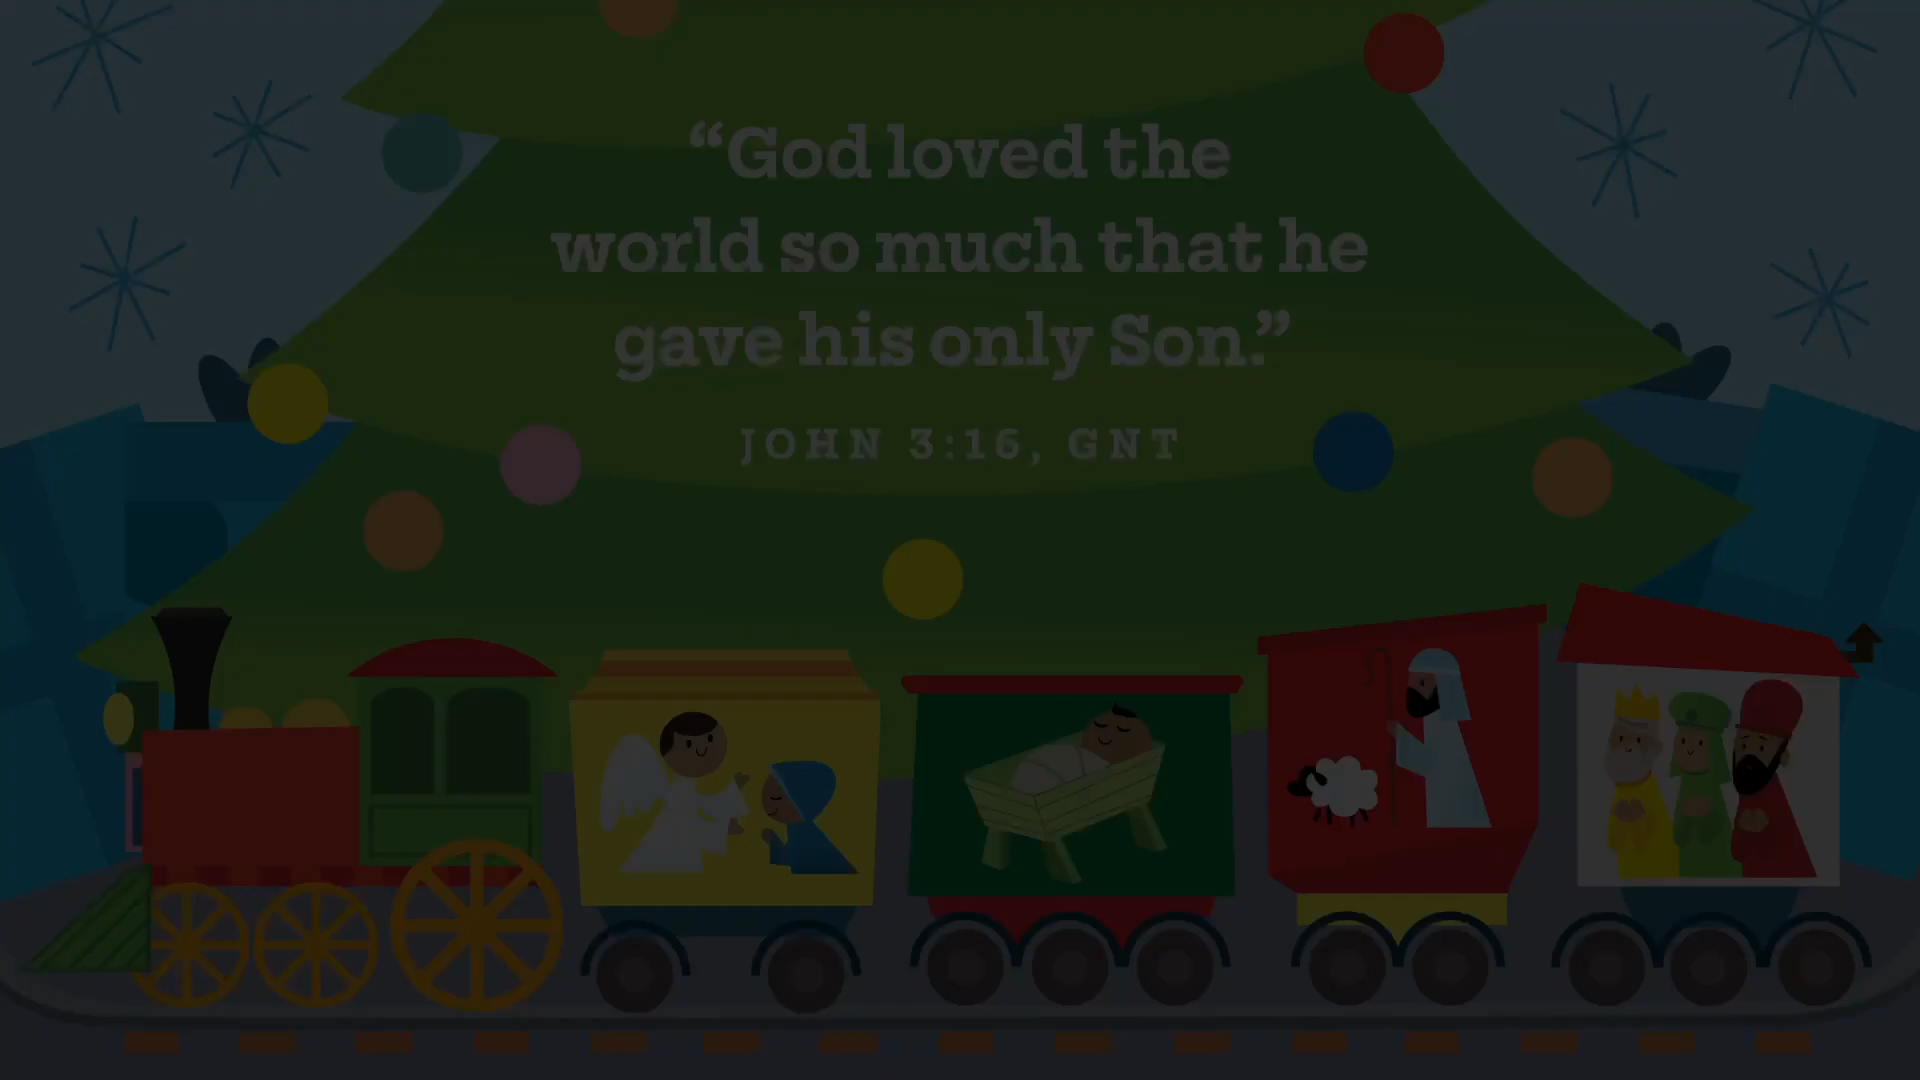 “God loved the
world so much that he
gave his only Son.”
JOHN 3:16, GNT